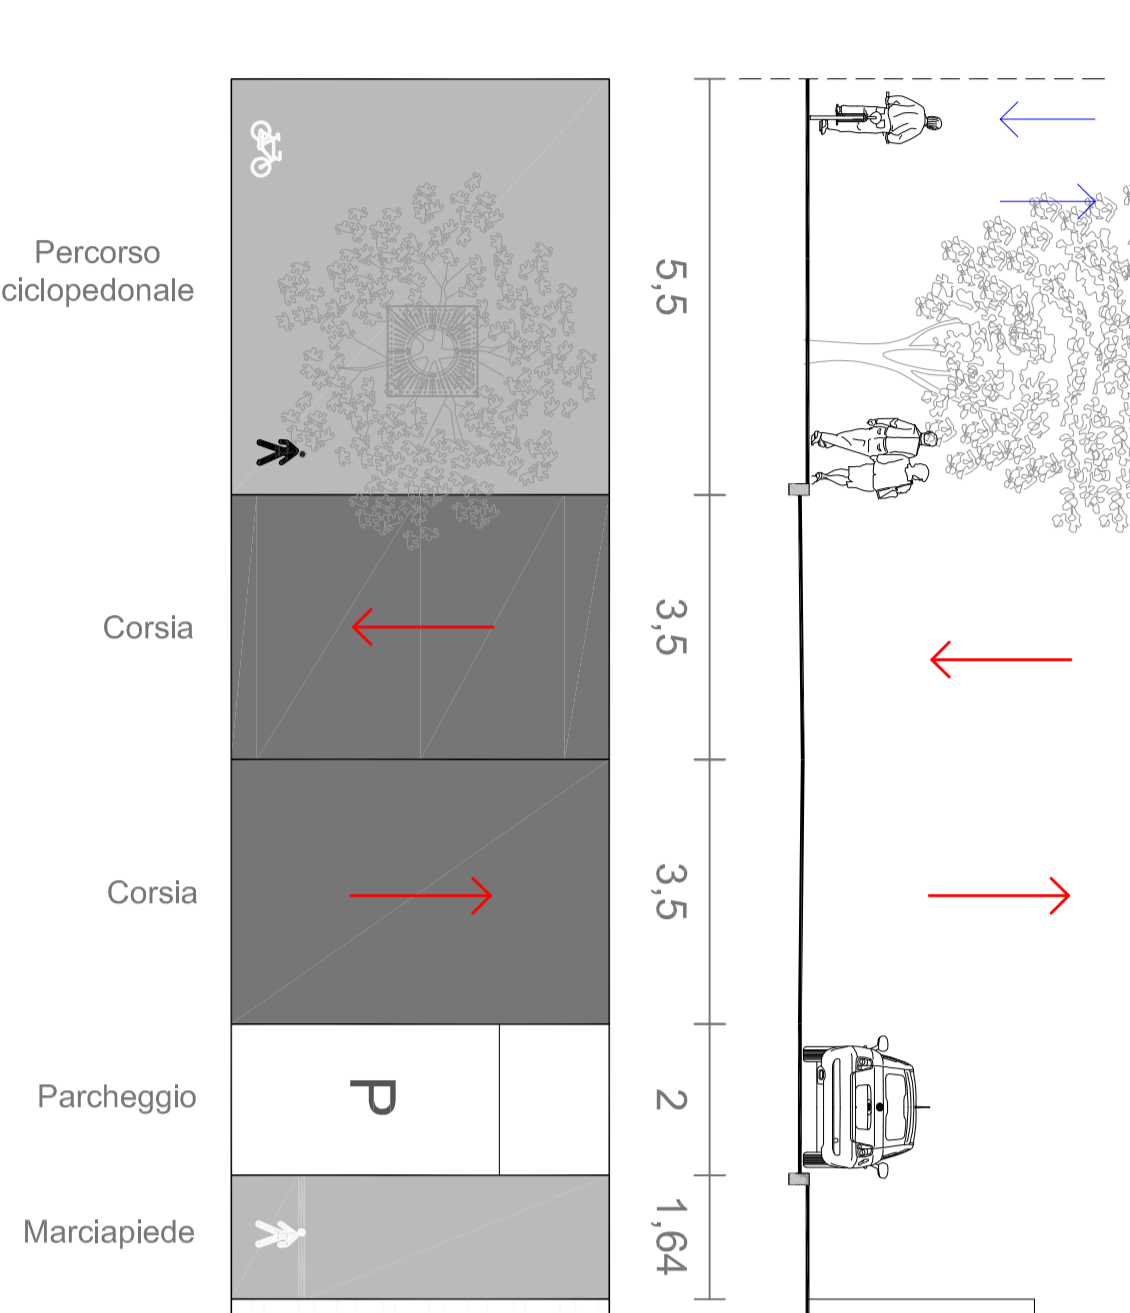 Percorso
ciclopedonale
5,5
Corsia
3,5
Corsia
3,5
Parcheggio
P
2
Marciapiede
1,64